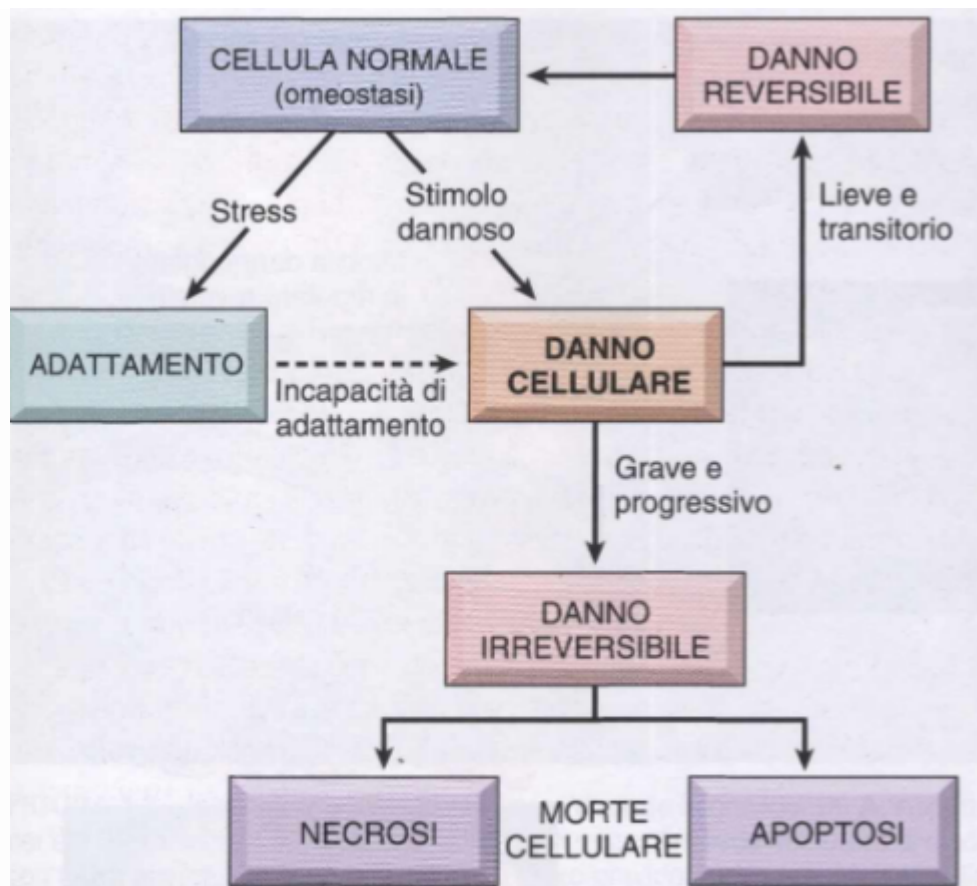 CELLULA NORMALE
(omeostasi)
DANNO
REVERSIBILE
Stress
Stimolo
dannoso
Lieve e
transitorio
ADATTAMENTO
Incapacità di
adattamento
DANNO
CELLULARE
Grave e
progressivo
DANNO
IRREVERSIBILE
NECROSI
MORTE
CELLULARE
APOPTOSI